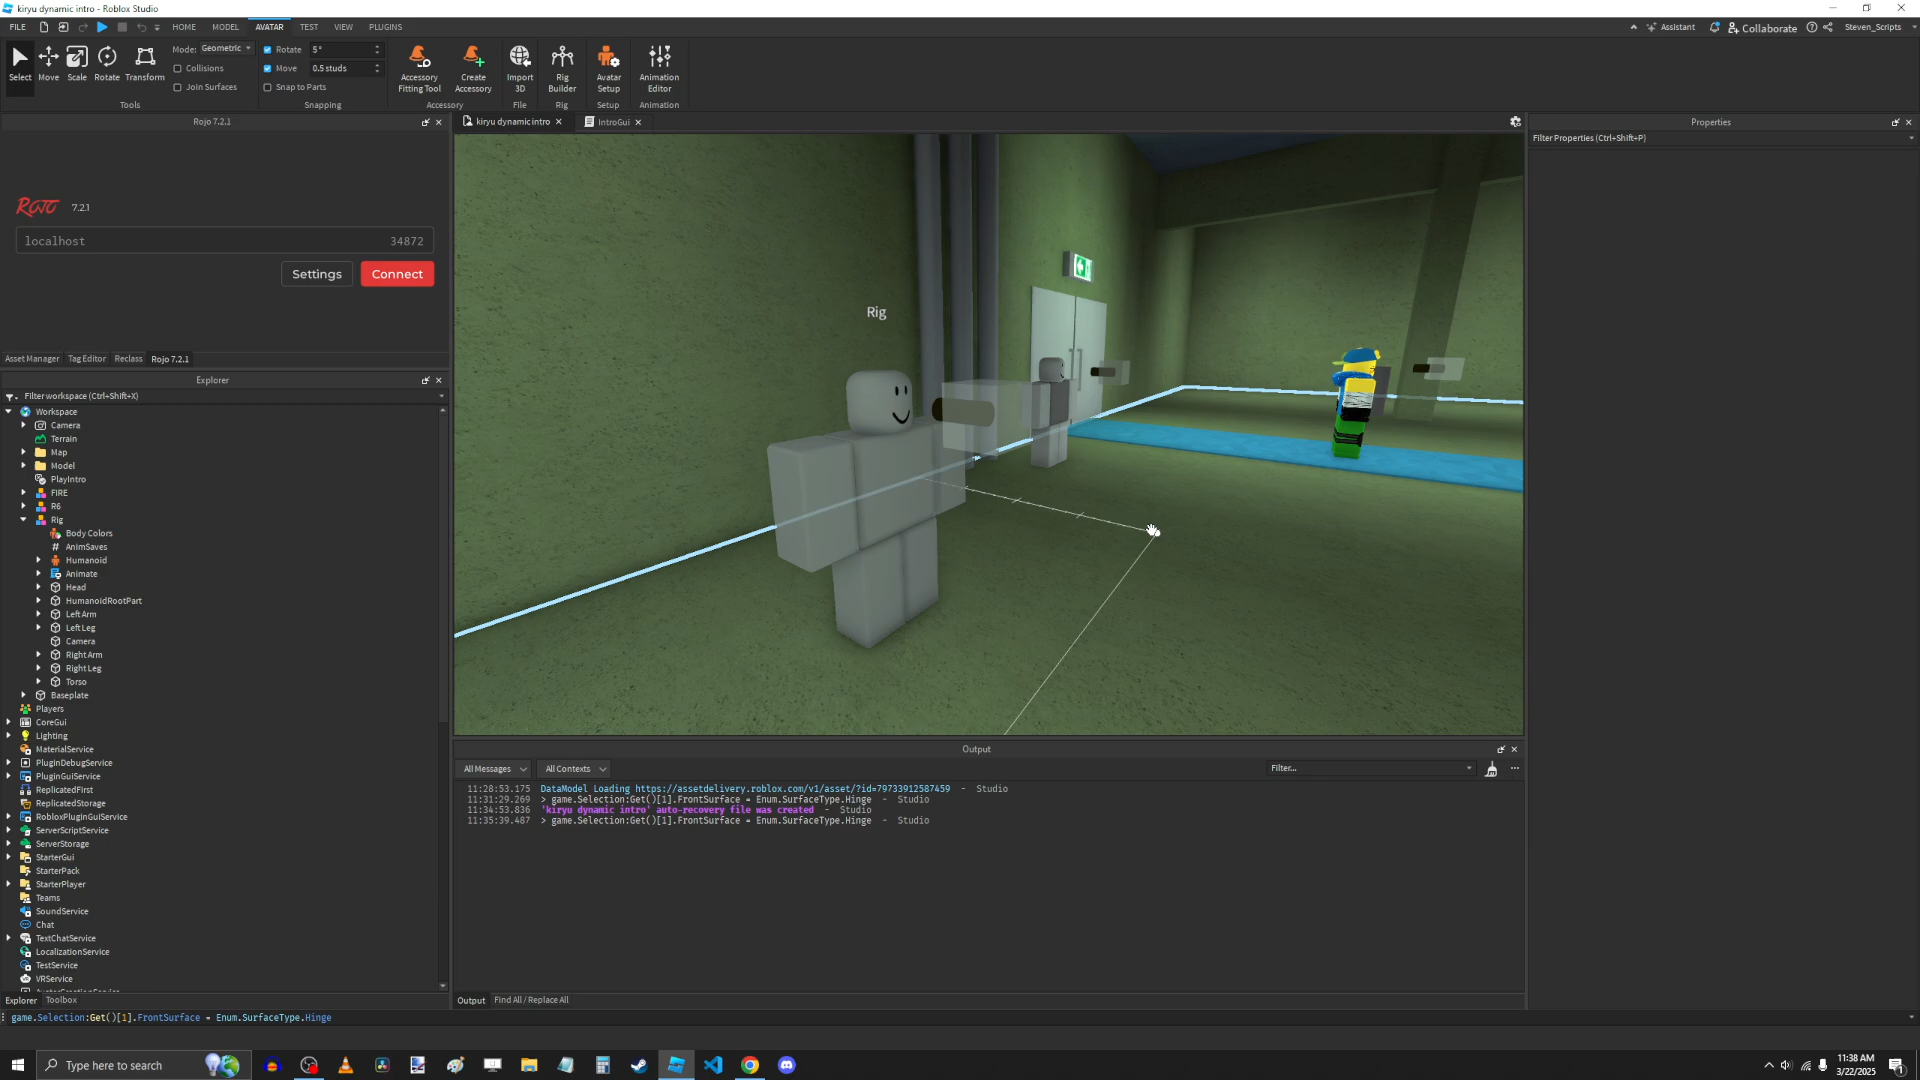 kiryu dynamic intro - Roblox Studio
FILE
HOME
MODEL
AVATAR
TEST
VIEW
PLUGINS
Assistant
Collaborate
Steven_Scripts
Select
Move
Scale
Rotate
Transform
Mode: Geometric
Collisions
Join Surfaces
Tools
Rotate 5°
Move 0.5 studs
Snap to Parts
Snapping
Accessory Fitting Tool
Create Accessory
Accessory
Import 3D
File
Rig Builder
Rig
Avatar Setup
Setup
Animation Editor
Animation
Rojo 7.2.1
kiryu dynamic intro
IntroGui
Properties
Filter Properties (Ctrl+Shift+P)
ROJO 7.2.1
localhost 34872
Settings
Connect
Asset Manager
Tag Editor
Reclass
Rojo 7.2.1
Explorer
Filter workspace (Ctrl+Shift+X)
Workspace
Camera
Terrain
Map
Model
PlayIntro
FIRE
R6
Rig
Body Colors
AnimSaves
Humanoid
Animate
Head
HumanoidRootPart
Left Arm
Left Leg
Camera
Right Arm
Right Leg
Torso
Baseplate
Players
CoreGui
Lighting
MaterialService
PluginDebugService
PluginGuiService
ReplicatedFirst
ReplicatedStorage
RobloxPluginGuiService
ServerScriptService
ServerStorage
StarterGui
StarterPack
StarterPlayer
Teams
SoundService
Chat
TextChatService
LocalizationService
TestService
VRService
Explorer
Toolbox
Rig
Output
All Messages
All Contexts
Filter...
11:28:53.175 DataModel Loading https://assetdelivery.roblox.com/v1/asset/?id=79733912587459 - Studio
11:31:29.269 > game.Selection:Get()[1].FrontSurface = Enum.SurfaceType.Hinge - Studio
11:34:53.836 'kiryu dynamic intro' auto-recovery file was created - Studio
11:35:39.487 > game.Selection:Get()[1].FrontSurface = Enum.SurfaceType.Hinge - Studio
Output
Find All / Replace All
game.Selection:Get()[1].FrontSurface = Enum.SurfaceType.Hinge
Type here to search
11:38 AM
3/22/2025
1